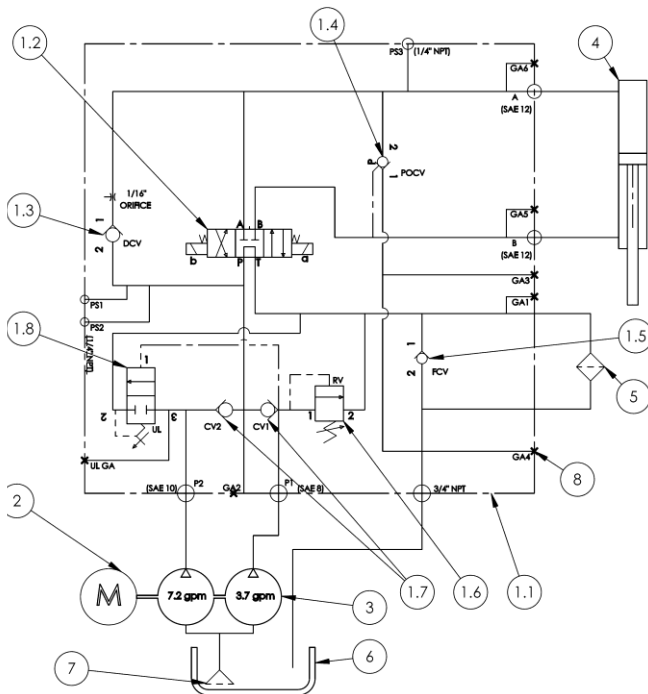 1.2
1.4
4
PS3
(1/4" NPT)
GA6
A
(SAE 12)
2
P
1
POCV
1/16"
ORIFICE
1.3
1
2
DCV
A
B
b
a
P
T
GA5
B
(SAE 12)
GA3
GA1
PS1
PS2
(1/4" NPT)
1.8
1
1.5
1
2
FCV
5
2
3
UL
CV2
CV1
RV
1
2
UL GA
GA4
8
(SAE 10)
P2
GA2
P1
(SAE 8)
3/4" NPT
2
M
7.2 gpm
3.7 gpm
3
1.7
1.6
1.1
7
6